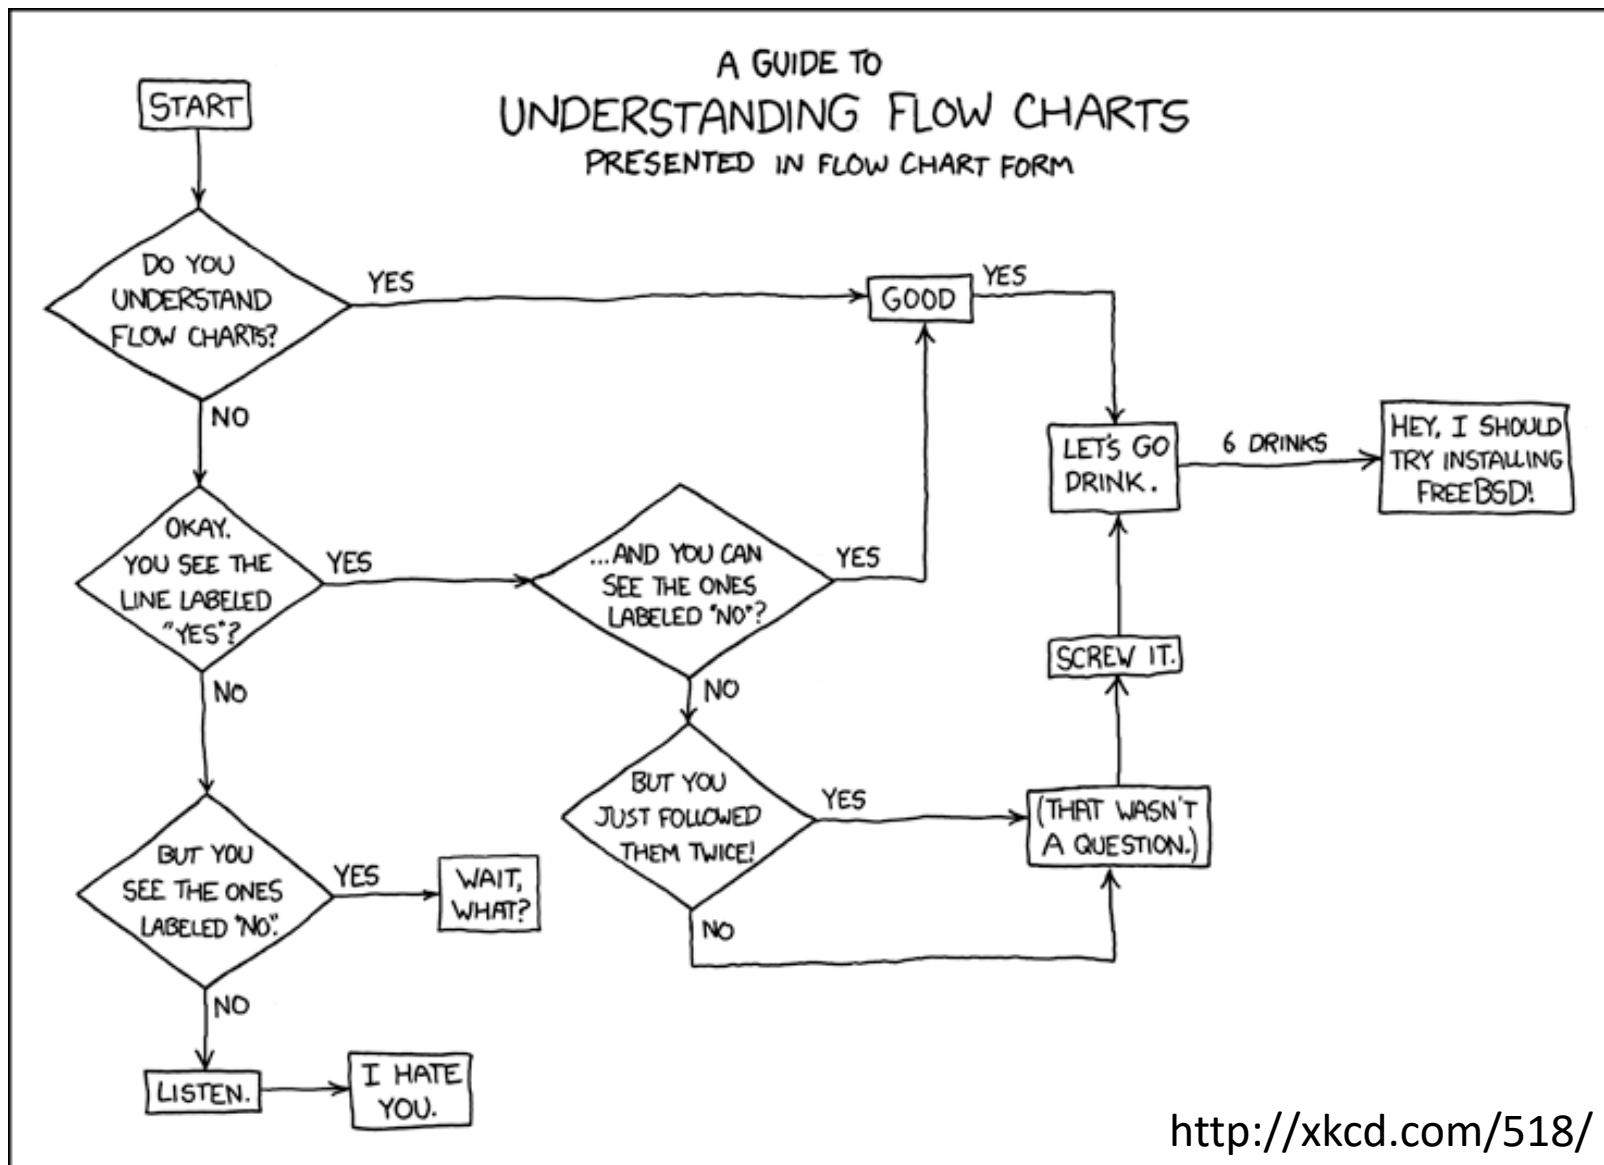 A GUIDE TO
UNDERSTANDING FLOW CHARTS
PRESENTED IN FLOW CHART FORM
START
DO YOU
UNDERSTAND
FLOW CHARTS?
YES
GOOD
YES
NO
LET'S GO
DRINK.
6 DRINKS
HEY, I SHOULD
TRY INSTALLING
FREEBSD!
OKAY.
YOU SEE THE
LINE LABELED
"YES"?
YES
...AND YOU CAN
SEE THE ONES
LABELED "NO"?
YES
NO
NO
SCREW IT.
BUT YOU
JUST FOLLOWED
THEM TWICE!
YES
(THAT WASN'T
A QUESTION.)
NO
BUT YOU
SEE THE ONES
LABELED "NO".
YES
WAIT,
WHAT?
NO
LISTEN.
I HATE
YOU.
http://xkcd.com/518/